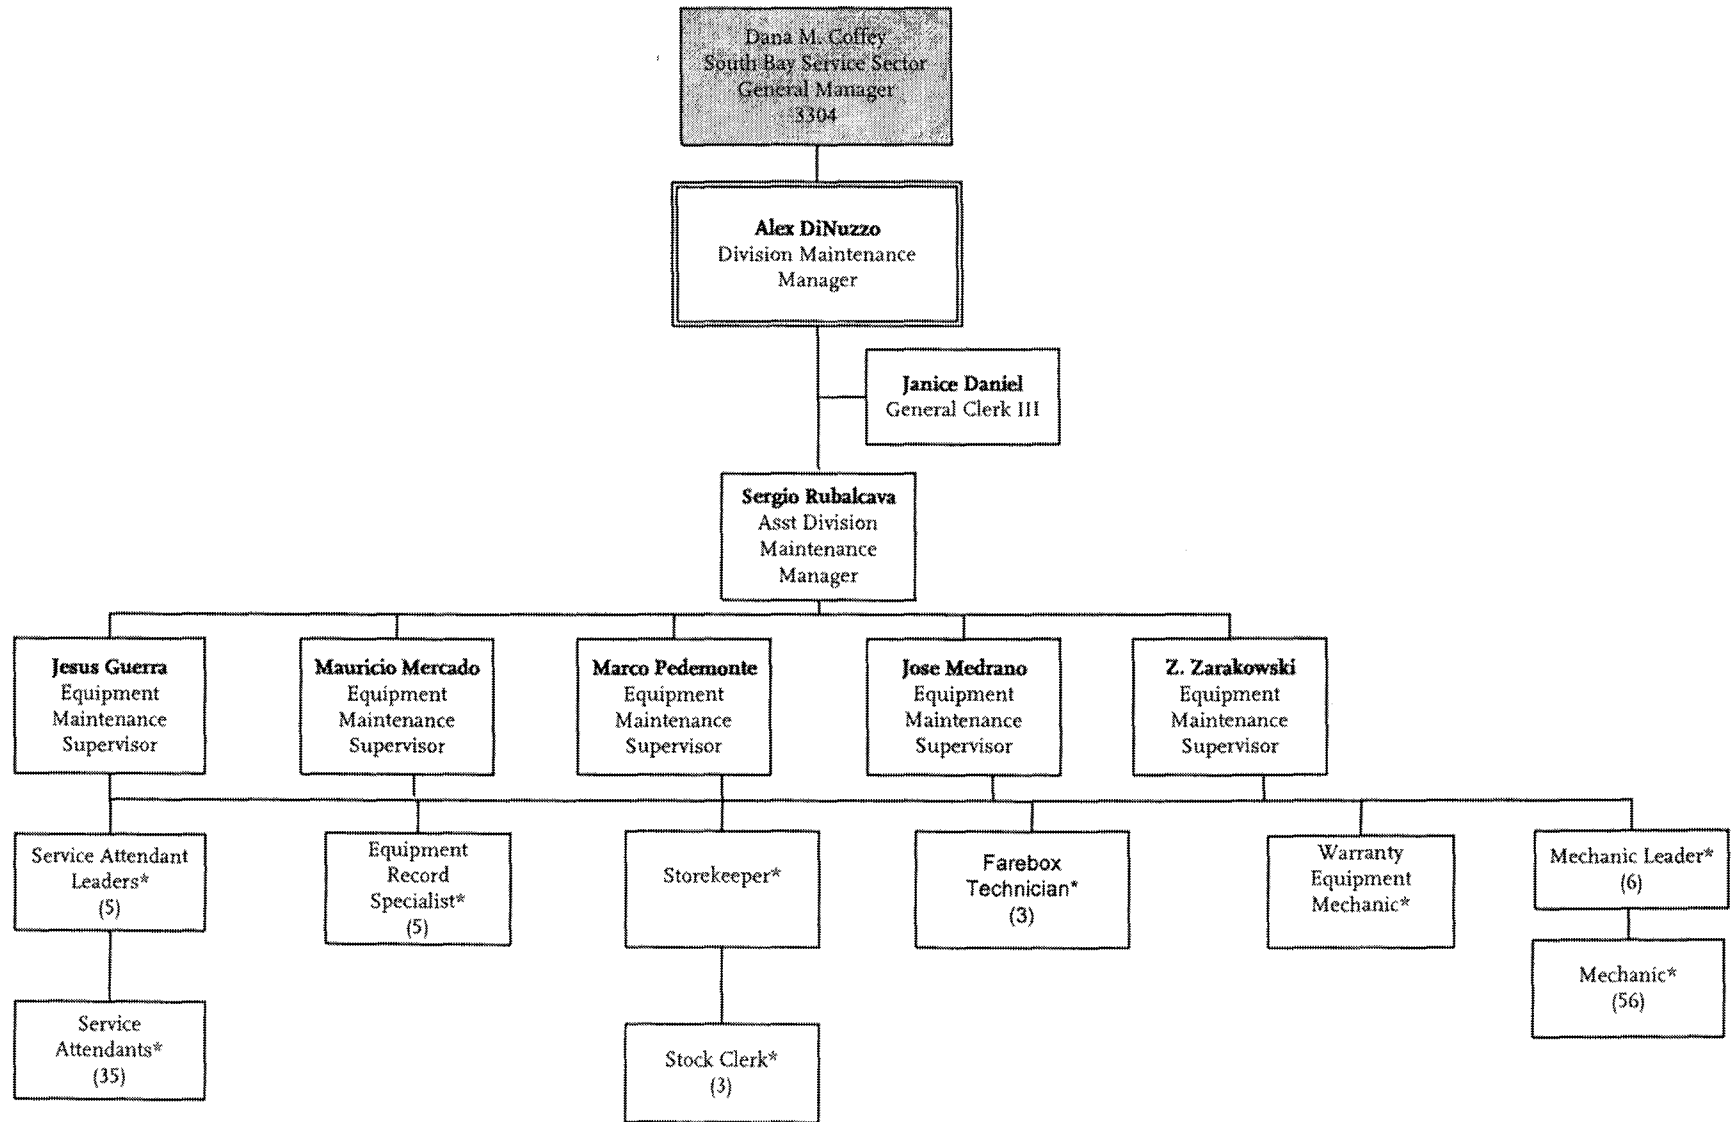 Dana M. Coffey
South Bay Service Sector
General Manager
3304
Alex DiNuzzo
Division Maintenance
Manager
Janice Daniel
General Clerk III
Sergio Rubalcava
Asst Division
Maintenance
Manager
Jesus Guerra
Equipment
Maintenance
Supervisor
Mauricio Mercado
Equipment
Maintenance
Supervisor
Marco Pedemonte
Equipment
Maintenance
Supervisor
Jose Medrano
Equipment
Maintenance
Supervisor
Z. Zarakowski
Equipment
Maintenance
Supervisor
Service Attendant
Leaders*
(5)
Equipment
Record
Specialist*
(5)
Storekeeper*
Farebox
Technician*
(3)
Warranty
Equipment
Mechanic*
Mechanic Leader*
(6)
Service
Attendants*
(35)
Stock Clerk*
(3)
Mechanic*
(56)